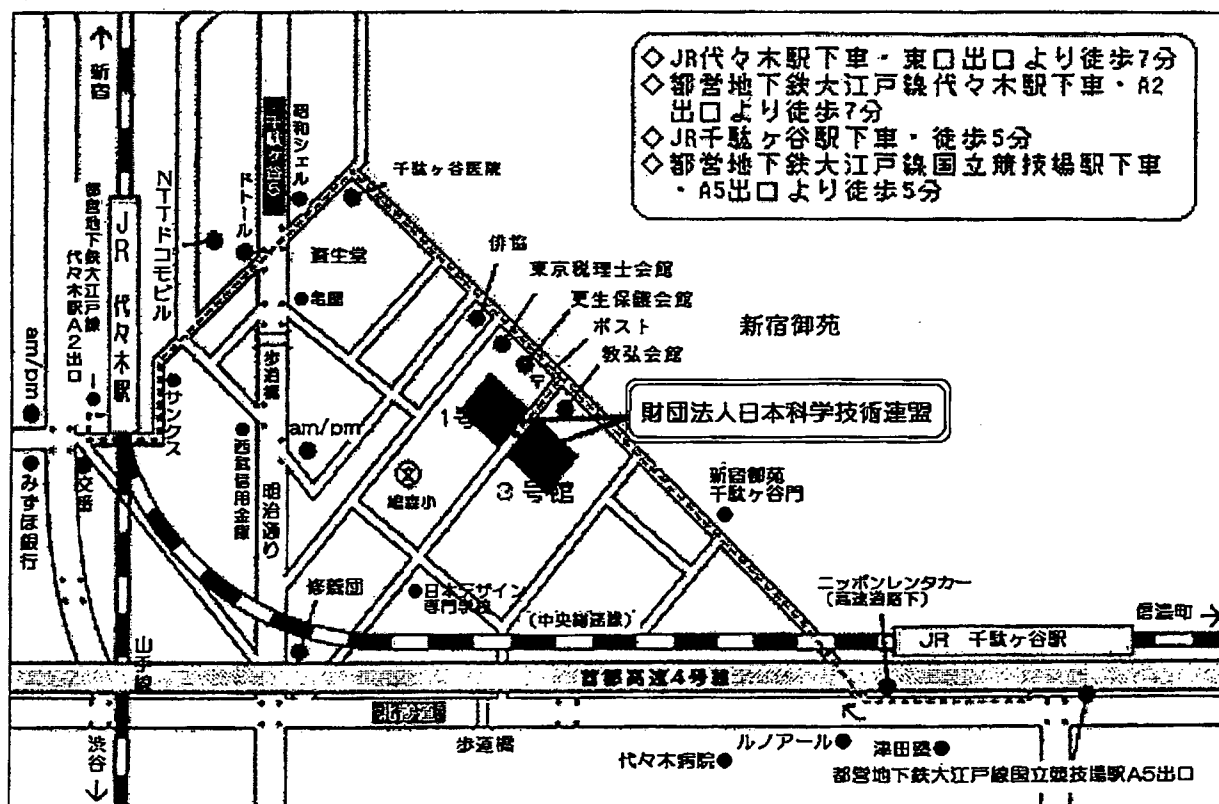 ◇JR代々木駅下車・東口出口より徒歩7分
◇都営地下鉄大江戸線代々木駅下車・A2
出口より徒歩7分
◇JR千駄ヶ谷駅下車・徒歩5分
◇都営地下鉄大江戸線国立競技場駅下車
・A5出口より徒歩5分
↑
新宿
昭和シェル
千駄ヶ谷医院
NTTドコモビル
ドトール
都営地下鉄大江戸線
代々木駅A2出口
JR 代々木駅
資生堂
俳協
東京税理士会館
更生保護会館
ポスト
教弘会館
新宿御苑
am/pm
サンクス
歩道橋
am/pm
1号
財団法人日本科学技術連盟
3号館
西武信用金庫
明治通り
鳩森小
新宿御苑
千駄ヶ谷門
みずほ銀行
交番
修養団
日本デザイン
専門学校
(中央総武線)
ニッポンレンタカー
(高速道路下)
信濃町→
JR 千駄ヶ谷駅
山手線
首都高速4号線
歩道橋
渋谷
↓
代々木病院
ルノアール
津田塾
都営地下鉄大江戸線国立競技場駅A5出口